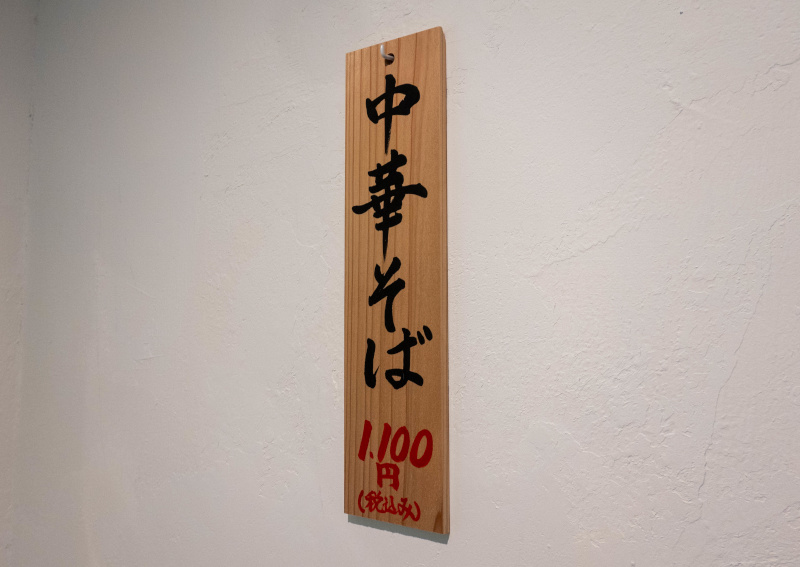 中華そば
1,100
円
(税込み)